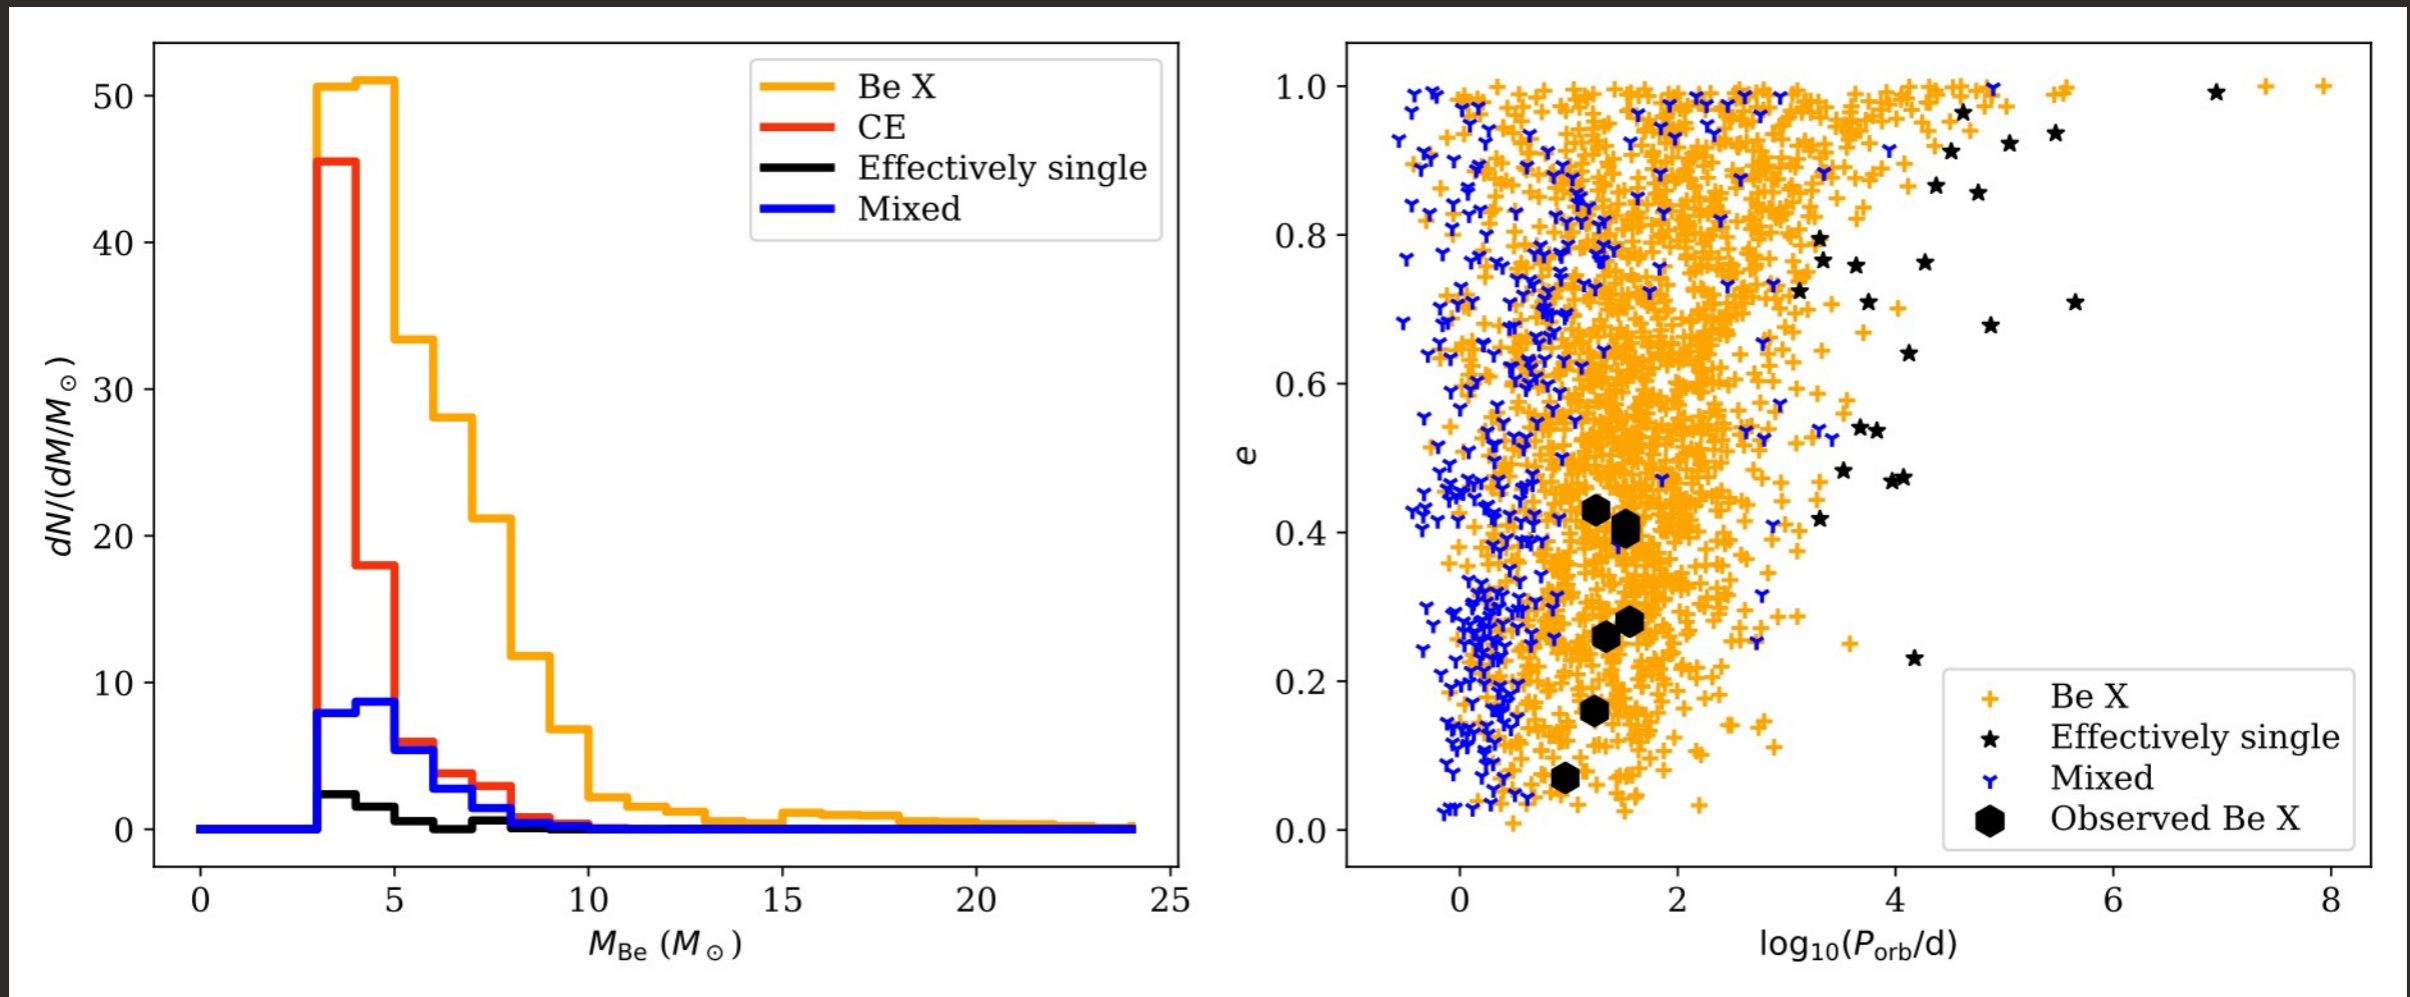 50
40
30
20
10
0
dN/(dM/M⊙)
0 5 10 15 20 25
M_Be (M⊙)
Be X
CE
Effectively single
Mixed
1.0
0.8
0.6
0.4
0.2
0.0
e
0 2 4 6 8
log₁₀(P_orb/d)
Be X
Effectively single
Mixed
Observed Be X